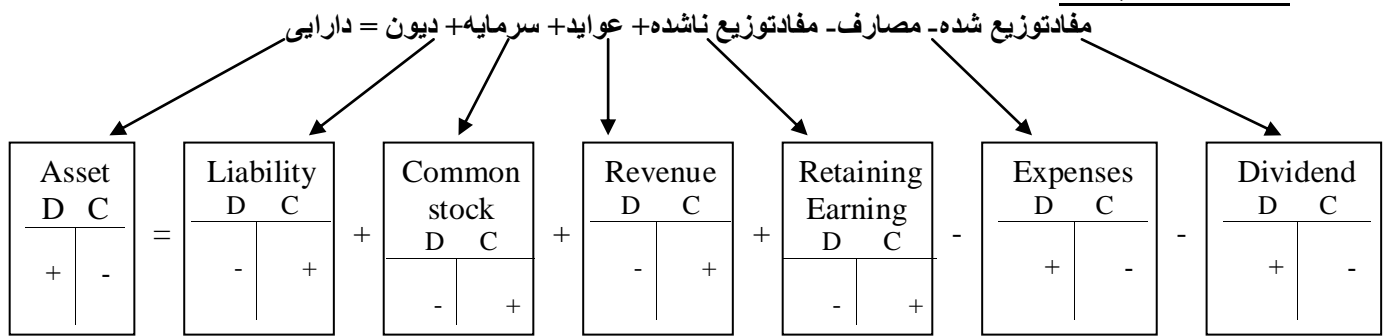 مفادتوزیع شده- مصارف- مفادتوزیع ناشده+ عواید+ سرمایه+ دیون = دارایی
Asset
D C
+ -
=
Liability
D C
- +
+
Common
stock
D C
- +
+
Revenue
D C
- +
+
Retaining
Earning
D C
- +
-
Expenses
D C
+ -
-
Dividend
D C
+ -